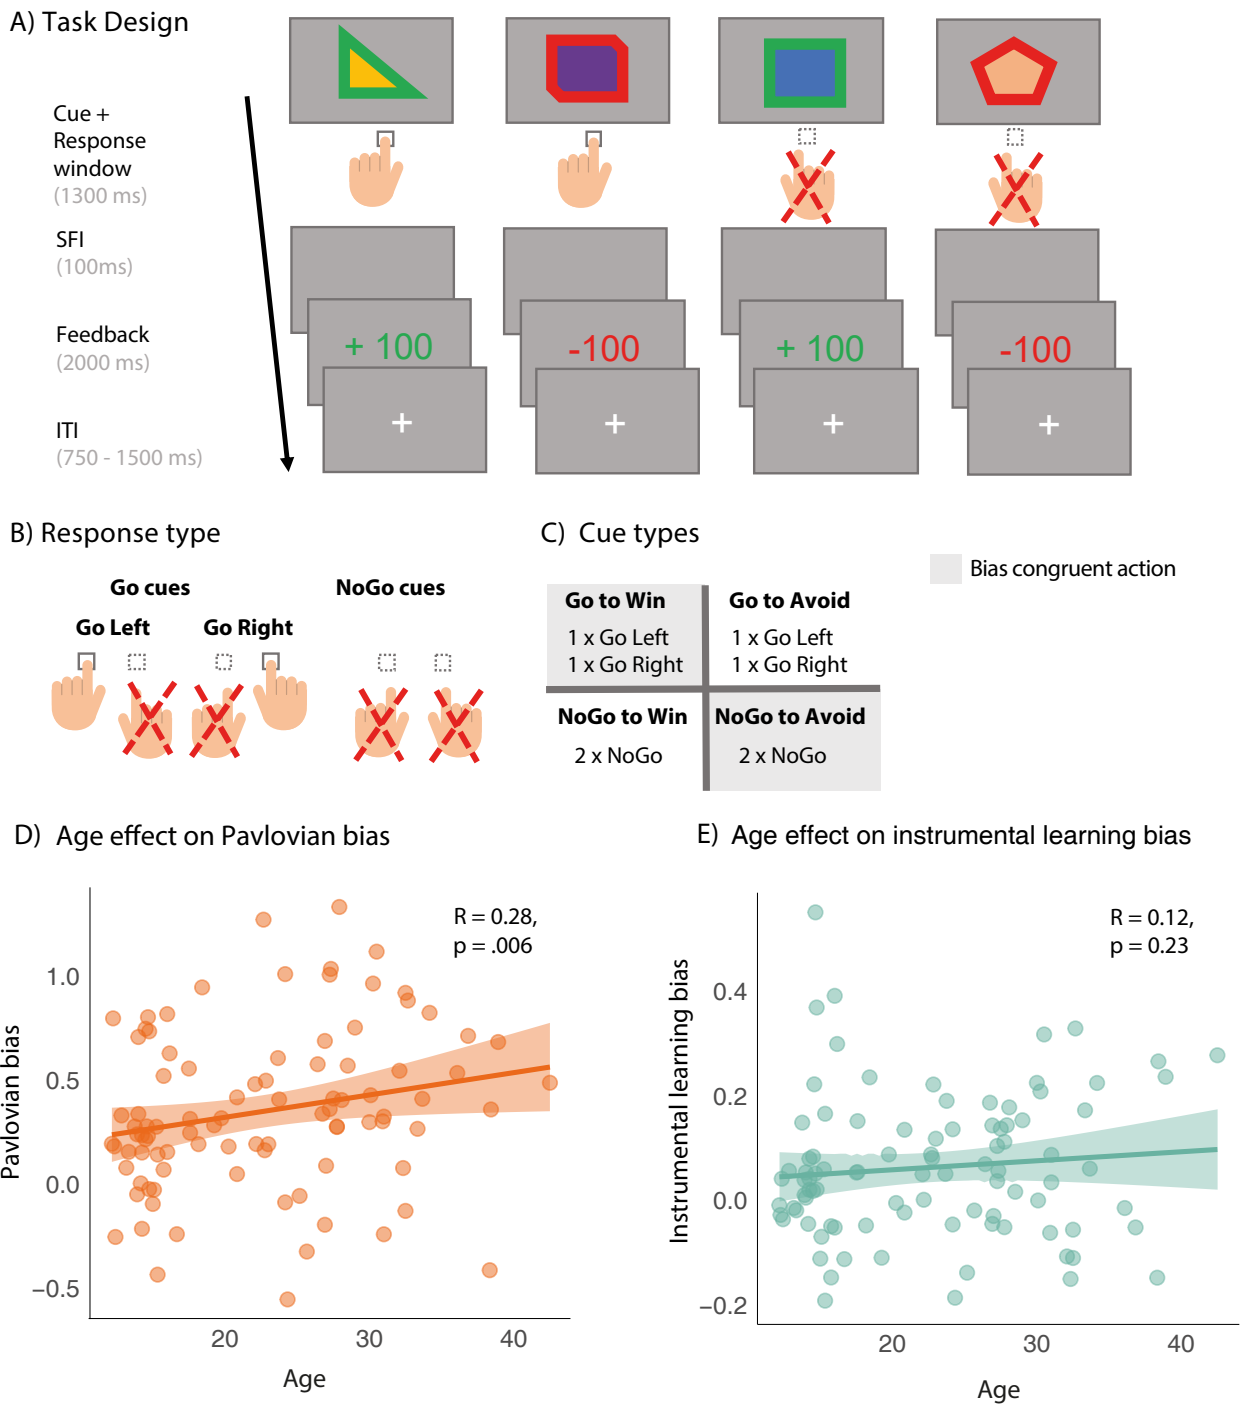 A) Task Design
Cue +
Response
window
(1300 ms)
SFI
(100ms)
Feedback
(2000 ms)
+ 100
-100
+ 100
-100
ITI
(750 - 1500 ms)
+
+
+
+
B) Response type
Go cues
NoGo cues
Go Left
Go Right
C) Cue types
Bias congruent action
Go to Win
1 x Go Left
1 x Go Right
Go to Avoid
1 x Go Left
1 x Go Right
NoGo to Win
2 x NoGo
NoGo to Avoid
2 x NoGo
D) Age effect on Pavlovian bias
R = 0.28,
p = .006
Pavlovian bias
1.0
0.5
0.0
−0.5
20
30
40
Age
E) Age effect on instrumental learning bias
R = 0.12,
p = 0.23
Instrumental learning bias
0.4
0.2
0.0
−0.2
20
30
40
Age